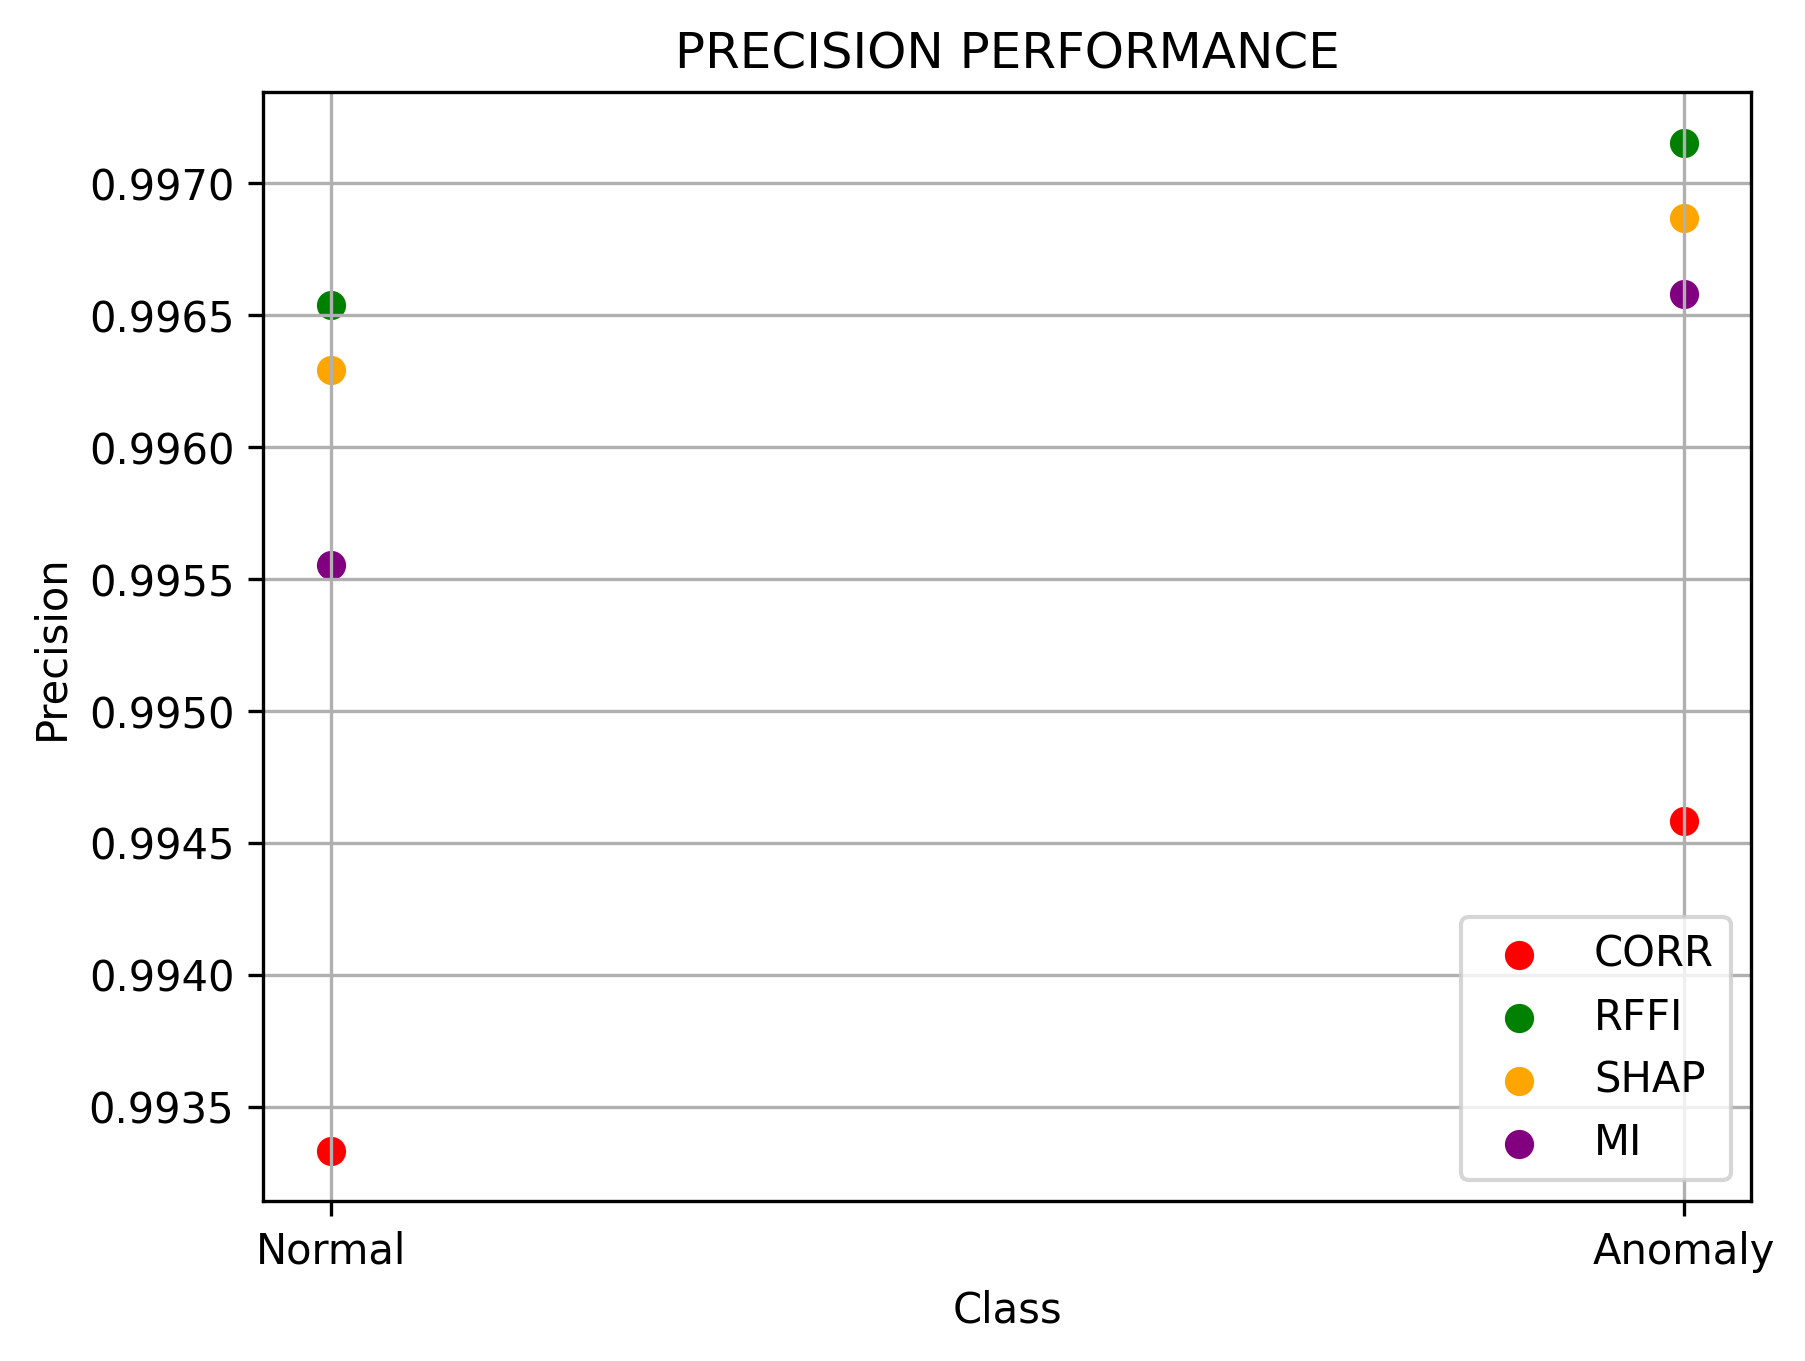 PRECISION PERFORMANCE
0.9970
0.9965
0.9960
0.9955
0.9950
0.9945
0.9940
0.9935
Precision
CORR
RFFI
SHAP
MI
Normal
Anomaly
Class